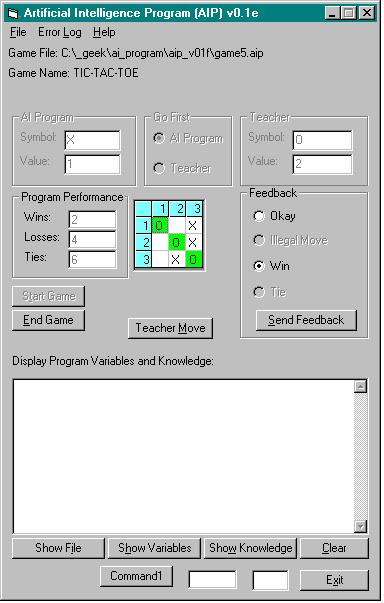 Artificial Intelligence Program (AIP) v0.1e
File Error Log Help
Game File: C:\_geek\ai_program\aip_v01f\game5.aip
Game Name: TIC-TAC-TOE
AI Program Go First Teacher
Symbol: X AI Program Symbol: O
Value: 1 Teacher Value: 2
Program Performance Feedback
Wins: 2
Losses: 4
Ties: 6
1 2 3
1 O X
2 O X
3 X O
Okay
Illegal Move
Win
Tie
Start Game
End Game Teacher Move Send Feedback
Display Program Variables and Knowledge:
Show File Show Variables Show Knowledge Clear
Command1 Exit